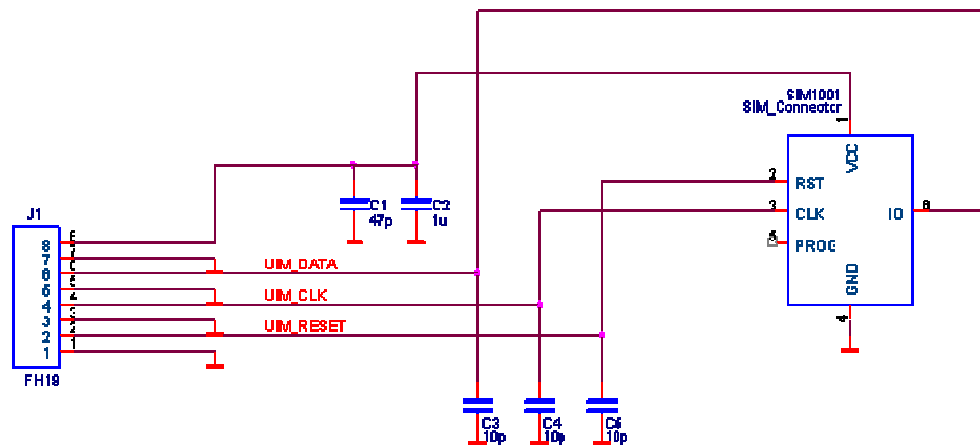 SIM1001
SIM_Connector
1
VCC
2
RST
3
CLK
IO
6
5
PROG
GND
4
C1
47p
C2
1u
J1
8
7
6
5
4
3
2
1
UIM_DATA
UIM_CLK
UIM_RESET
FH19
C3
10p
C4
10p
C5
10p